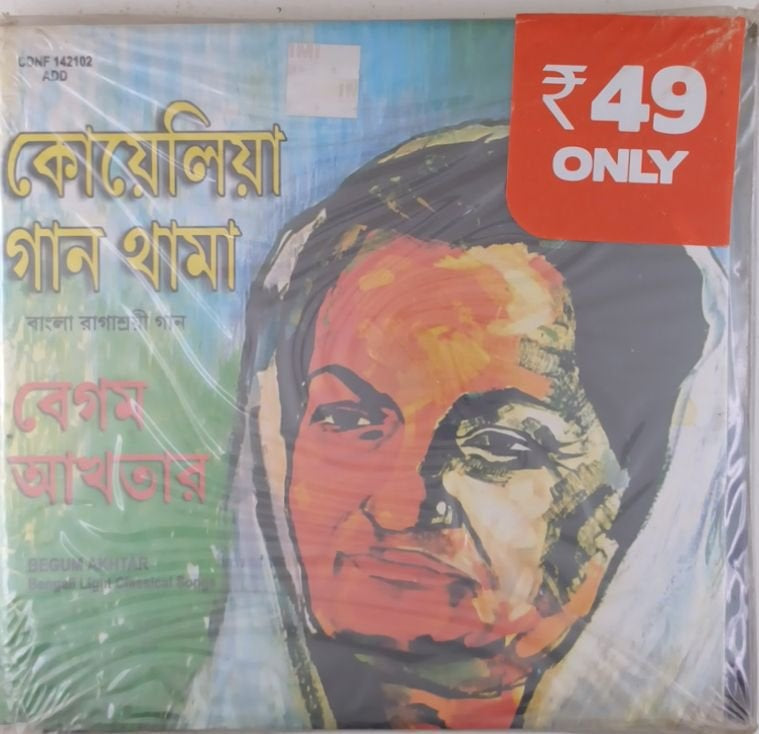 CDNF 142102
ADD
₹49
ONLY
কোয়েলিয়া
গান থামা
বাংলা রাগাশ্রয়ী গান
বেগম
আখতার
BEGUM AKHTAR
Bengali Light Classical Songs